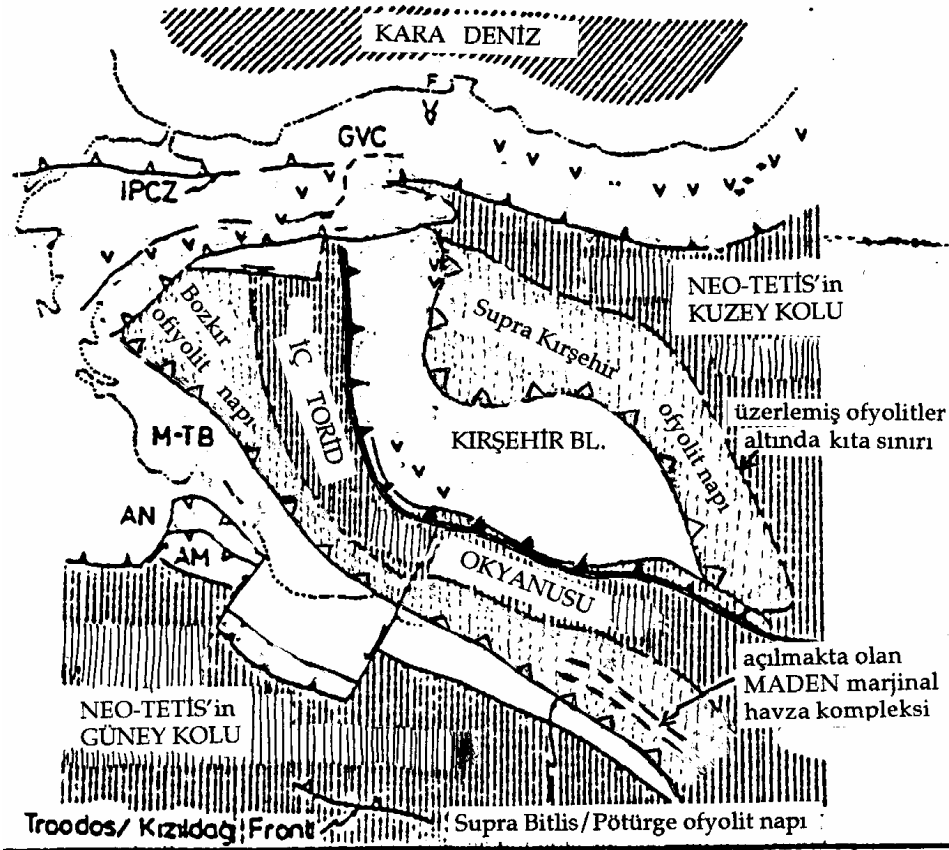 KARA DENİZ
F
GVC
IPCZ
NEO-TETİS'in
KUZEY KOLU
Bozkır
ofiyolit napı
İÇ TORİD
Supra Kırşehir
ofyolit napı
üzerlemiş ofyolitler
altında kıta sınırı
KIRŞEHİR BL.
M-TB
AN
AM
OKYANUSU
açılmakta olan
MADEN marjinal
havza kompleksi
NEO-TETİS'in
GÜNEY KOLU
Troodos/ Kızıldağ Front
Supra Bitlis/Pötürge ofyolit napı